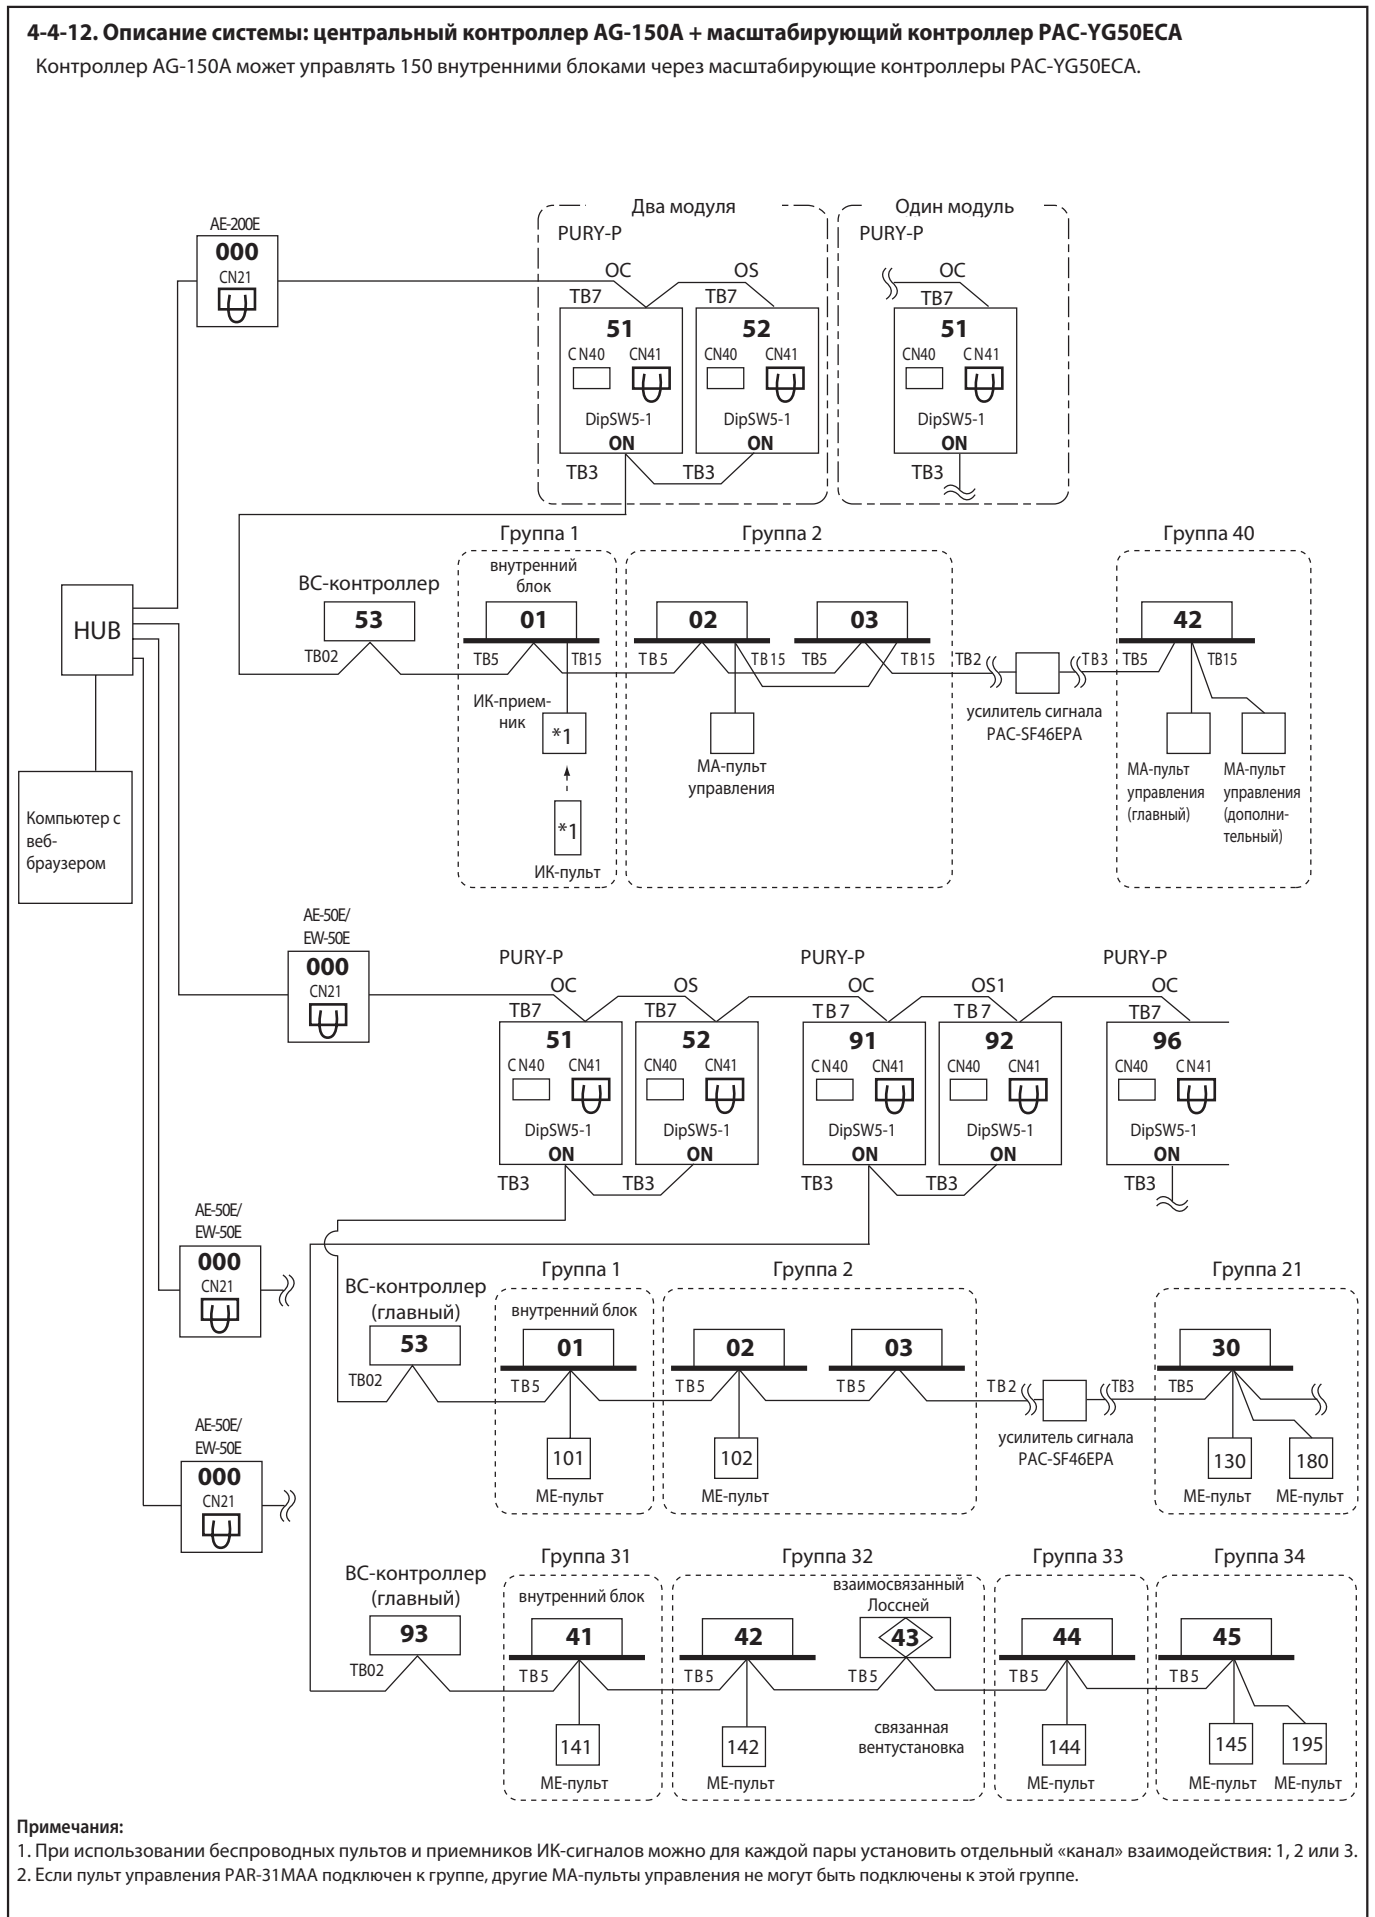 4-4-12. Описание системы: центральный контроллер AG-150A + масштабирующий контроллер PAC-YG50ECA
Контроллер AG-150A может управлять 150 внутренними блоками через масштабирующие контроллеры PAC-YG50ECA.
Два модуля
Один модуль
AE-200E
000
CN21
PURY-P
PURY-P
OC
OS
OC
TB7
TB7
TB7
51
52
51
CN40 CN41
CN40 CN41
CN40 CN41
DipSW5-1
DipSW5-1
DipSW5-1
ON
ON
ON
TB3
TB3
TB3
Группа 1
Группа 2
Группа 40
внутренний
блок
BC-контроллер
HUB
53
01
02
03
42
TB02
TB5
TB15
TB5
TB15
TB5
TB15
TB2
TB3
TB5
TB15
усилитель сигнала
PAC-SF46EPA
ИК-прием-
ник
*1
MA-пульт
управления
MA-пульт
управления
(главный)
MA-пульт
управления
(дополни-
тельный)
*1
ИК-пульт
Компьютер с
веб-
браузером
AE-50E/
EW-50E
000
CN21
PURY-P
PURY-P
PURY-P
OC
OS
OC
OS1
OC
TB7
TB7
TB7
TB7
TB7
51
52
91
92
96
CN40 CN41
CN40 CN41
CN40 CN41
CN40 CN41
CN40 CN41
DipSW5-1
DipSW5-1
DipSW5-1
DipSW5-1
DipSW5-1
ON
ON
ON
ON
ON
TB3
TB3
TB3
TB3
TB3
AE-50E/
EW-50E
000
CN21
Группа 1
Группа 2
Группа 21
BC-контроллер
(главный)
внутренний блок
53
01
02
03
30
TB02
TB5
TB5
TB5
TB2
TB3
TB5
усилитель сигнала
PAC-SF46EPA
101
102
130
180
ME-пульт
ME-пульт
ME-пульт
ME-пульт
AE-50E/
EW-50E
000
CN21
Группа 31
Группа 32
Группа 33
Группа 34
BC-контроллер
(главный)
внутренний блок
взаимосвязанный
Лоссней
93
41
42
43
44
45
TB02
TB5
TB5
TB5
TB5
TB5
связанная
вентустановка
141
142
144
145
195
ME-пульт
ME-пульт
ME-пульт
ME-пульт
ME-пульт
Примечания:
1. При использовании беспроводных пультов и приемников ИК-сигналов можно для каждой пары установить отдельный «канал» взаимодействия: 1, 2 или 3.
2. Если пульт управления PAR-31MAA подключен к группе, другие MA-пульты управления не могут быть подключены к этой группе.